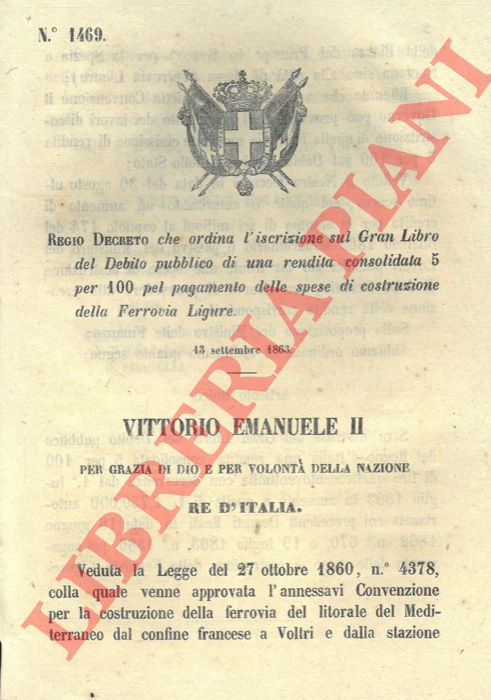 N.° 1469.
REGIO DECRETO che ordina l'iscrizione sul Gran Libro
del Debito pubblico di una rendita consolidata 5
per 100 pel pagamento delle spese di costruzione
della Ferrovia Ligure.
13 settembre 1863.
VITTORIO EMANUELE II
PER GRAZIA DI DIO E PER VOLONTÀ DELLA NAZIONE
RE D'ITALIA.
Veduta la Legge del 27 ottobre 1860, n.° 4378,
colla quale venne approvata l'annessavi Convenzione
per la costruzione della ferrovia del litorale del Medi-
terraneo dal confine francese a Voltri e dalla stazione
LIBRERIA PIANI